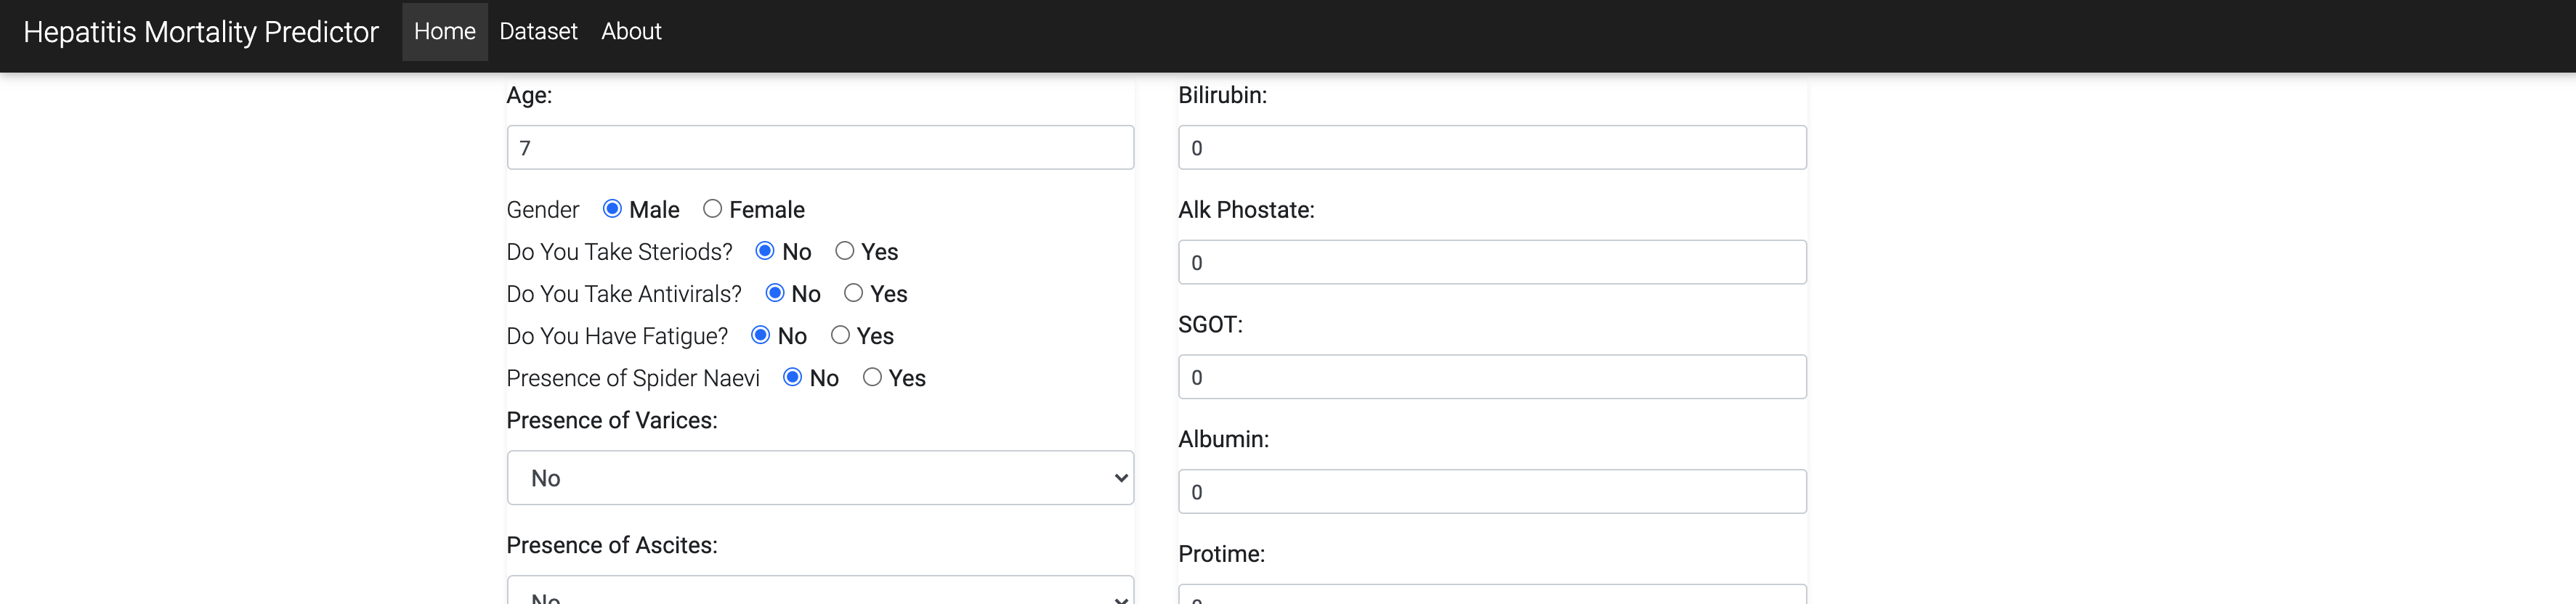 Hepatitis Mortality Predictor Home Dataset About
Age:
7
Gender Male Female
Do You Take Steriods? No Yes
Do You Take Antivirals? No Yes
Do You Have Fatigue? No Yes
Presence of Spider Naevi No Yes
Presence of Varices:
No
Presence of Ascites:
No
Bilirubin:
0
Alk Phostate:
0
SGOT:
0
Albumin:
0
Protime: